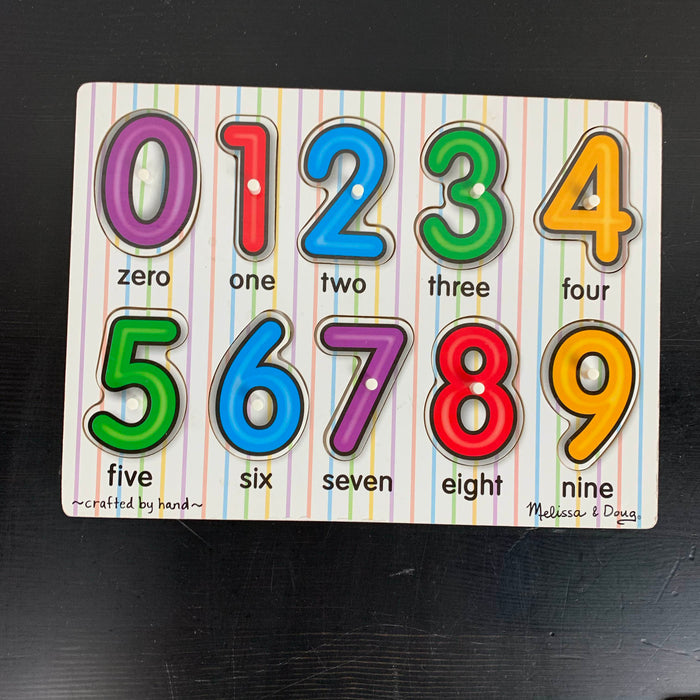 0 1 2 3 4
zero one two three four
5 6 7 8 9
five six seven eight nine
~crafted by hand~ Melissa & Doug®